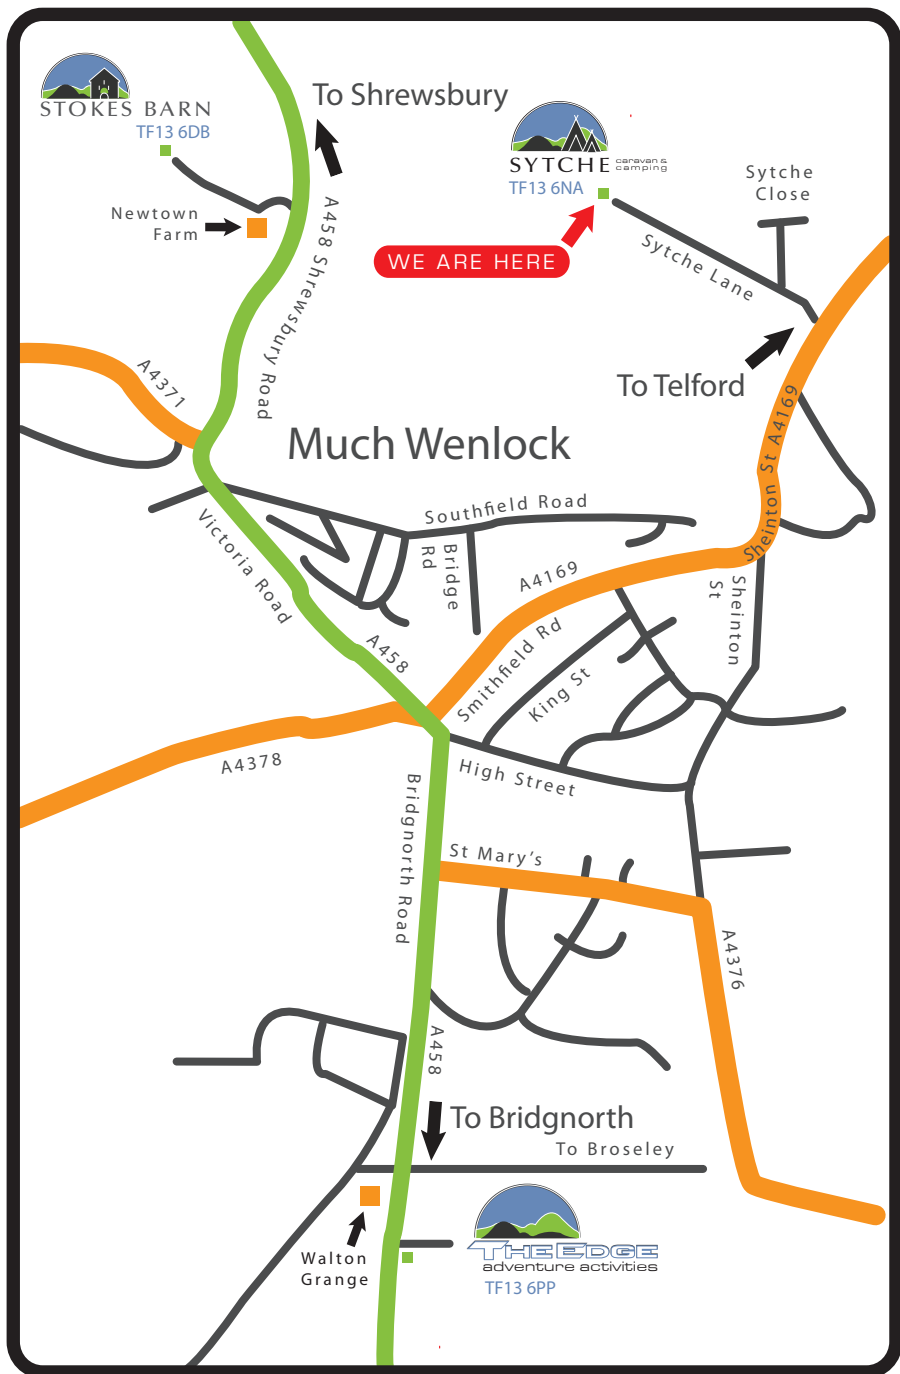 To Shrewsbury
STOKES BARN
TF13 6DB
SYTCHE caravan & camping
TF13 6NA
Sytche
Close
Newtown
Farm
A458 Shrewsbury Road
WE ARE HERE
Sytche Lane
To Telford
A4371
Much Wenlock
Sheinton St A4169
Southfield Road
Victoria Road
Bridge
Rd
A4169
Sheinton
St
A458
Smithfield Rd
King St
A4378
High Street
Bridgnorth Road
St Mary's
A4376
A458
To Bridgnorth
To Broseley
Walton
Grange
THE EDGE
adventure activities
TF13 6PP